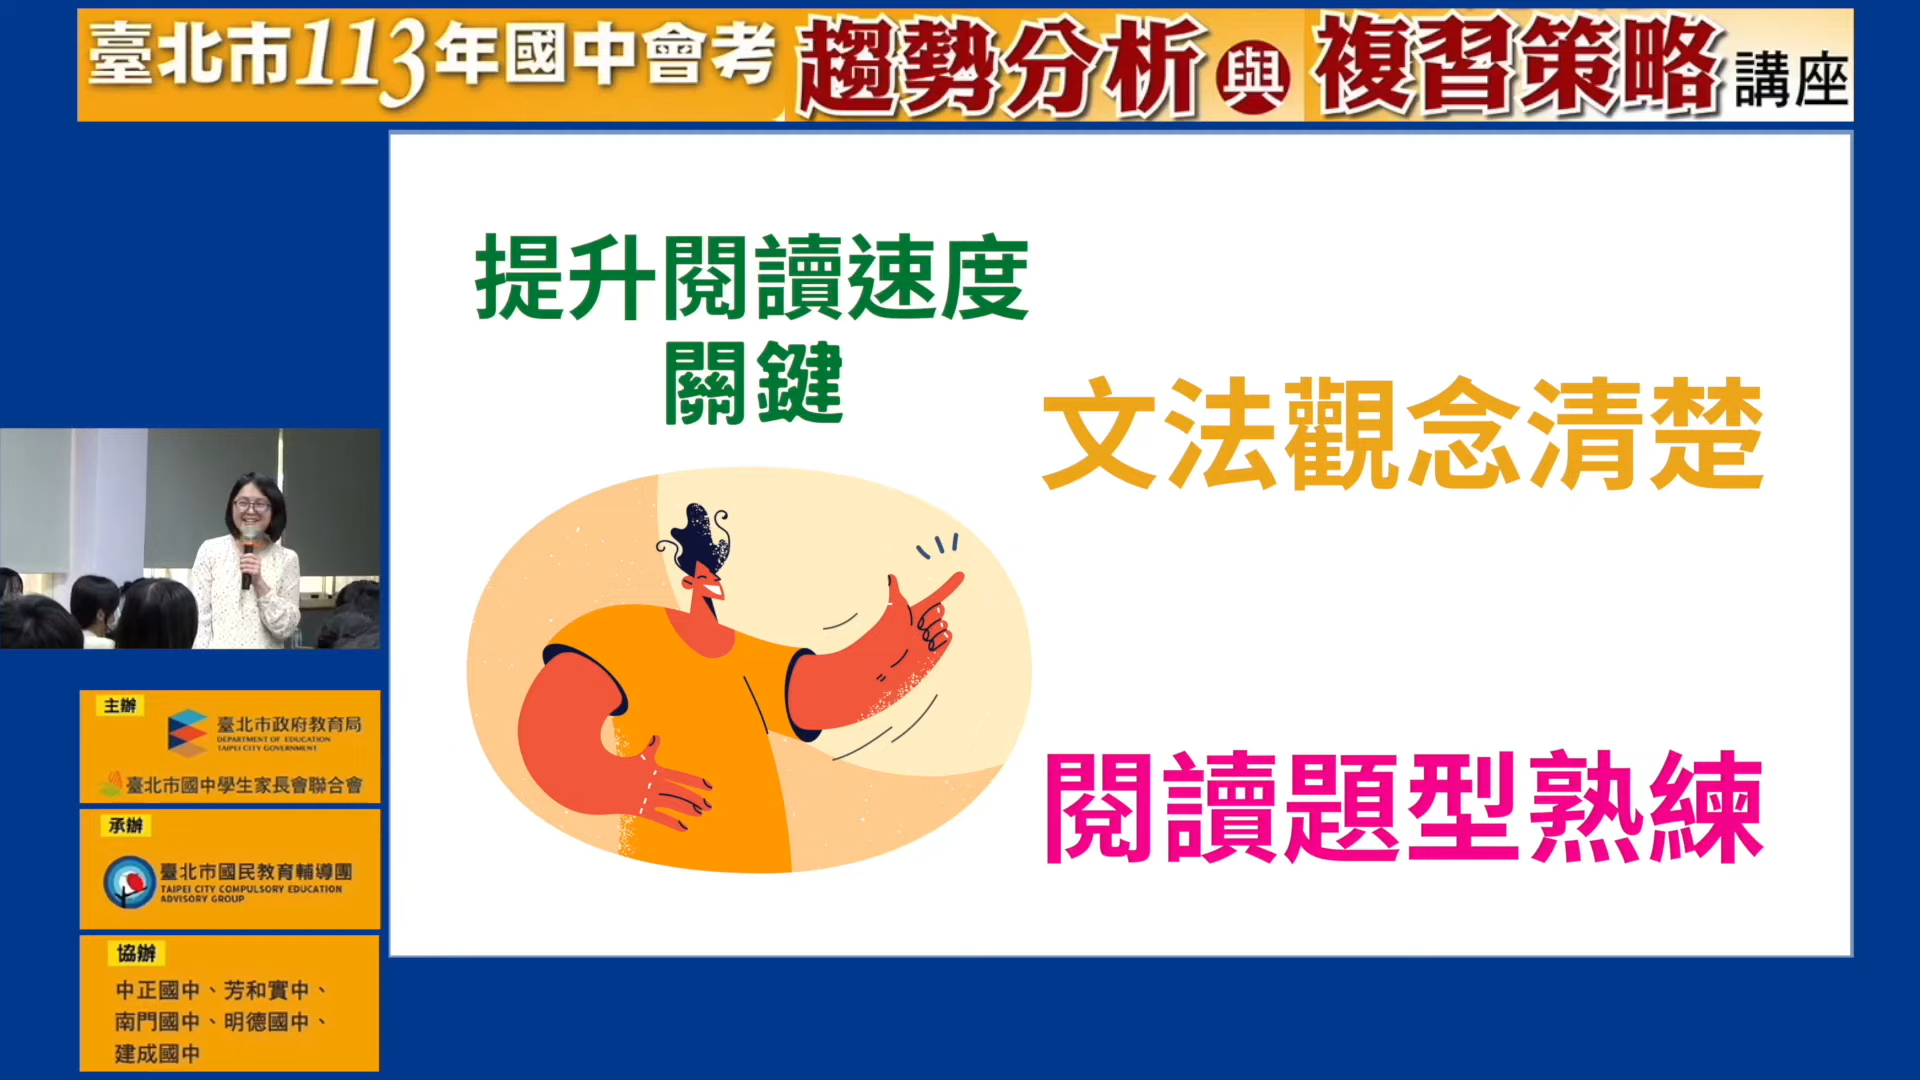 臺北市113年國中會考 趨勢分析與複習策略講座
提升閱讀速度
關鍵
文法觀念清楚
閱讀題型熟練
主辦
臺北市政府教育局
DEPARTMENT OF EDUCATION
TAIPEI CITY GOVERNMENT
臺北市國中學生家長會聯合會
承辦
臺北市國民教育輔導團
TAIPEI CITY COMPULSORY EDUCATION
ADVISORY GROUP
協辦
中正國中、芳和實中、
南門國中、明德國中、
建成國中